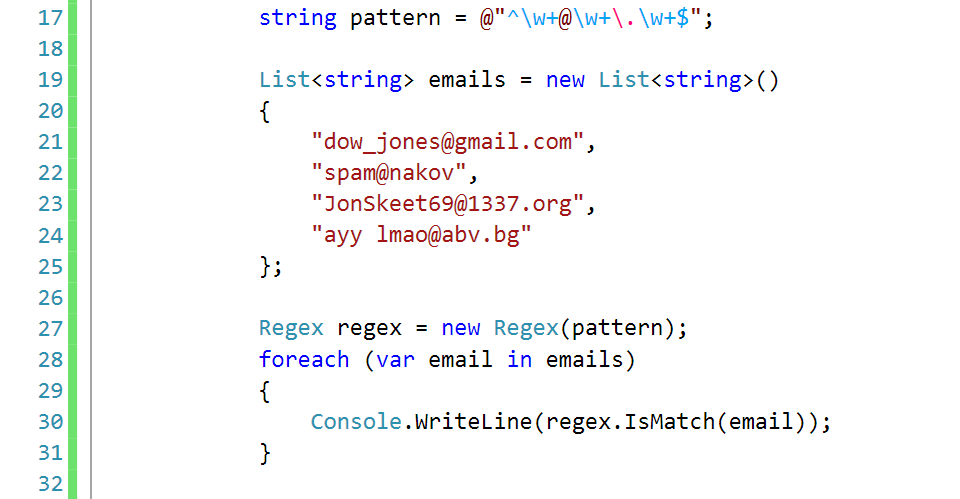 17 string pattern = @"^\w+@\w+\.\w+$";
18
19 List<string> emails = new List<string>()
20 {
21 "dow_jones@gmail.com",
22 "spam@nakov",
23 "JonSkeet69@1337.org",
24 "ayy lmao@abv.bg"
25 };
26
27 Regex regex = new Regex(pattern);
28 foreach (var email in emails)
29 {
30 Console.WriteLine(regex.IsMatch(email));
31 }
32